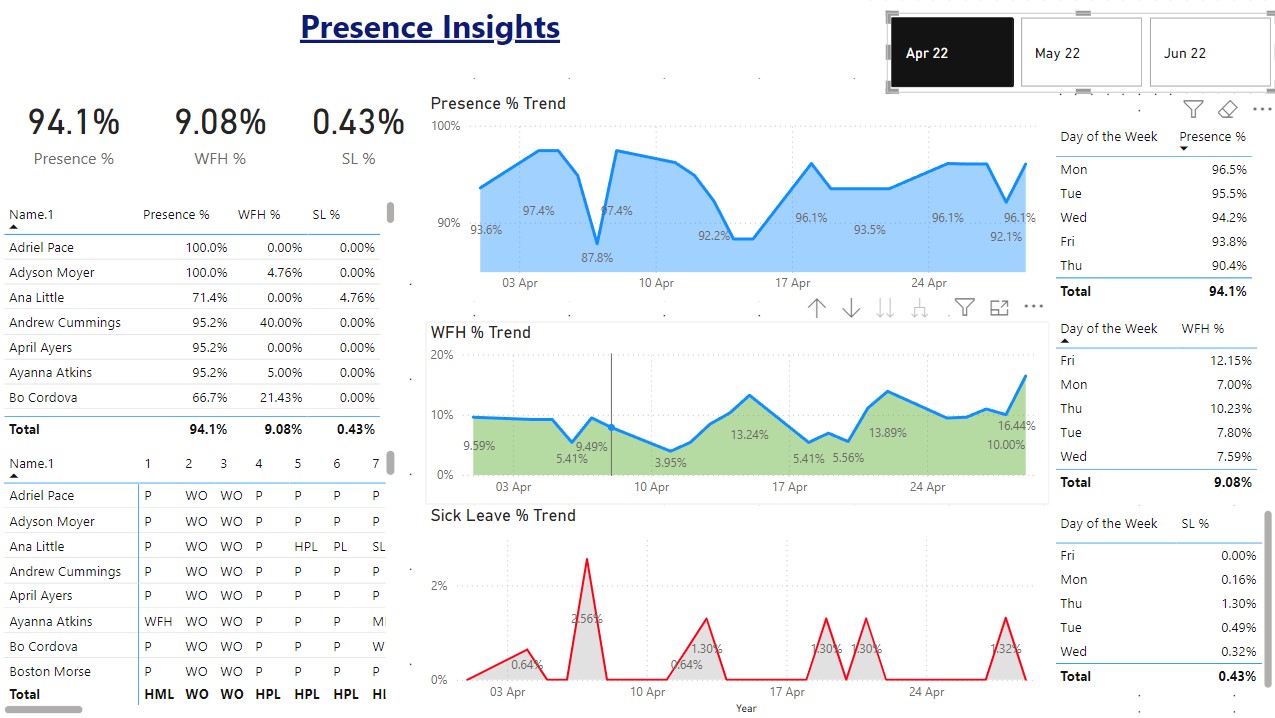 Presence Insights
Apr 22
May 22
Jun 22
94.1%
9.08%
0.43%
Presence %
WFH %
SL %
Name.1 Presence % WFH % SL %
Adriel Pace 100.0% 0.00% 0.00%
Adyson Moyer 100.0% 4.76% 0.00%
Ana Little 71.4% 0.00% 4.76%
Andrew Cummings 95.2% 40.00% 0.00%
April Ayers 95.2% 0.00% 0.00%
Ayanna Atkins 95.2% 5.00% 0.00%
Bo Cordova 66.7% 21.43% 0.00%
Total 94.1% 9.08% 0.43%
Name.1 1 2 3 4 5 6 7
Adriel Pace P WO WO P P P P
Adyson Moyer P WO WO P P P P
Ana Little P WO WO P HPL PL SL
Andrew Cummings P WO WO P P P P
April Ayers P WO WO P P P P
Ayanna Atkins WFH WO WO P P P
Bo Cordova P WO WO P P P W
Boston Morse P WO WO P P P P
Total HML WO WO HPL HPL HPL
Presence % Trend
100%
90%
93.6%
97.4%
87.8%
97.4%
92.2%
96.1%
93.5%
96.1%
92.1%
96.1%
03 Apr 10 Apr 17 Apr 24 Apr
WFH % Trend
20%
10%
0%
9.59%
5.41%
9.49%
3.95%
13.24%
5.41%
5.56%
13.89%
10.00%
16.44%
03 Apr 10 Apr 17 Apr 24 Apr
Sick Leave % Trend
2%
0%
0.64%
2.56%
0.64%
1.30%
1.30%
1.30%
1.32%
03 Apr 10 Apr 17 Apr 24 Apr
Year
Day of the Week Presence %
Mon 96.5%
Tue 95.5%
Wed 94.2%
Fri 93.8%
Thu 90.4%
Total 94.1%
Day of the Week WFH %
Fri 12.15%
Mon 7.00%
Thu 10.23%
Tue 7.80%
Wed 7.59%
Total 9.08%
Day of the Week SL %
Fri 0.00%
Mon 0.16%
Thu 1.30%
Tue 0.49%
Wed 0.32%
Total 0.43%